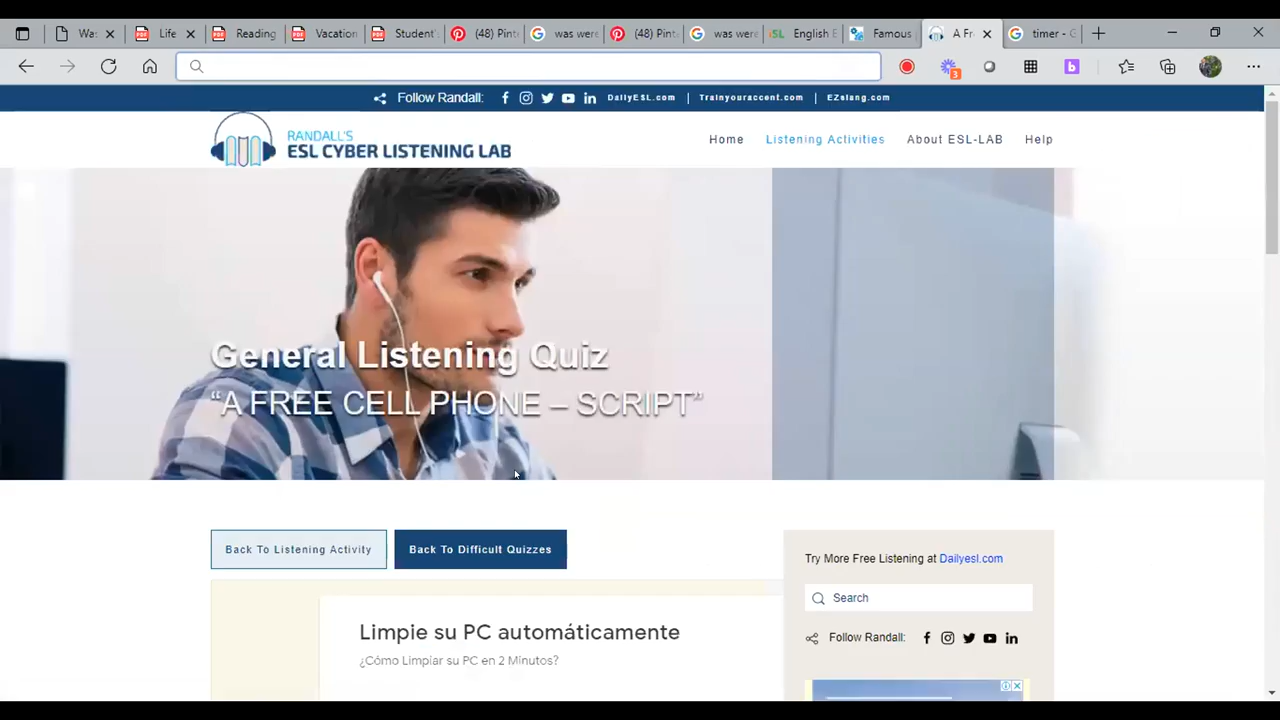 Was
Life
Reading
Vacation
Student's
(48) Pint
was were
(48) Pint
was were
English E
Famous
A Fr
timer - G
3
b
Follow Randall: DailyESL.com | Trainyouraccent.com | EZslang.com
RANDALL'S
ESL CYBER LISTENING LAB
Home Listening Activities About ESL-LAB Help
General Listening Quiz
“A FREE CELL PHONE – SCRIPT”
Back To Listening Activity Back To Difficult Quizzes
Try More Free Listening at Dailyesl.com
Search
Follow Randall:
Limpie su PC automáticamente
¿Cómo Limpiar su PC en 2 Minutos?